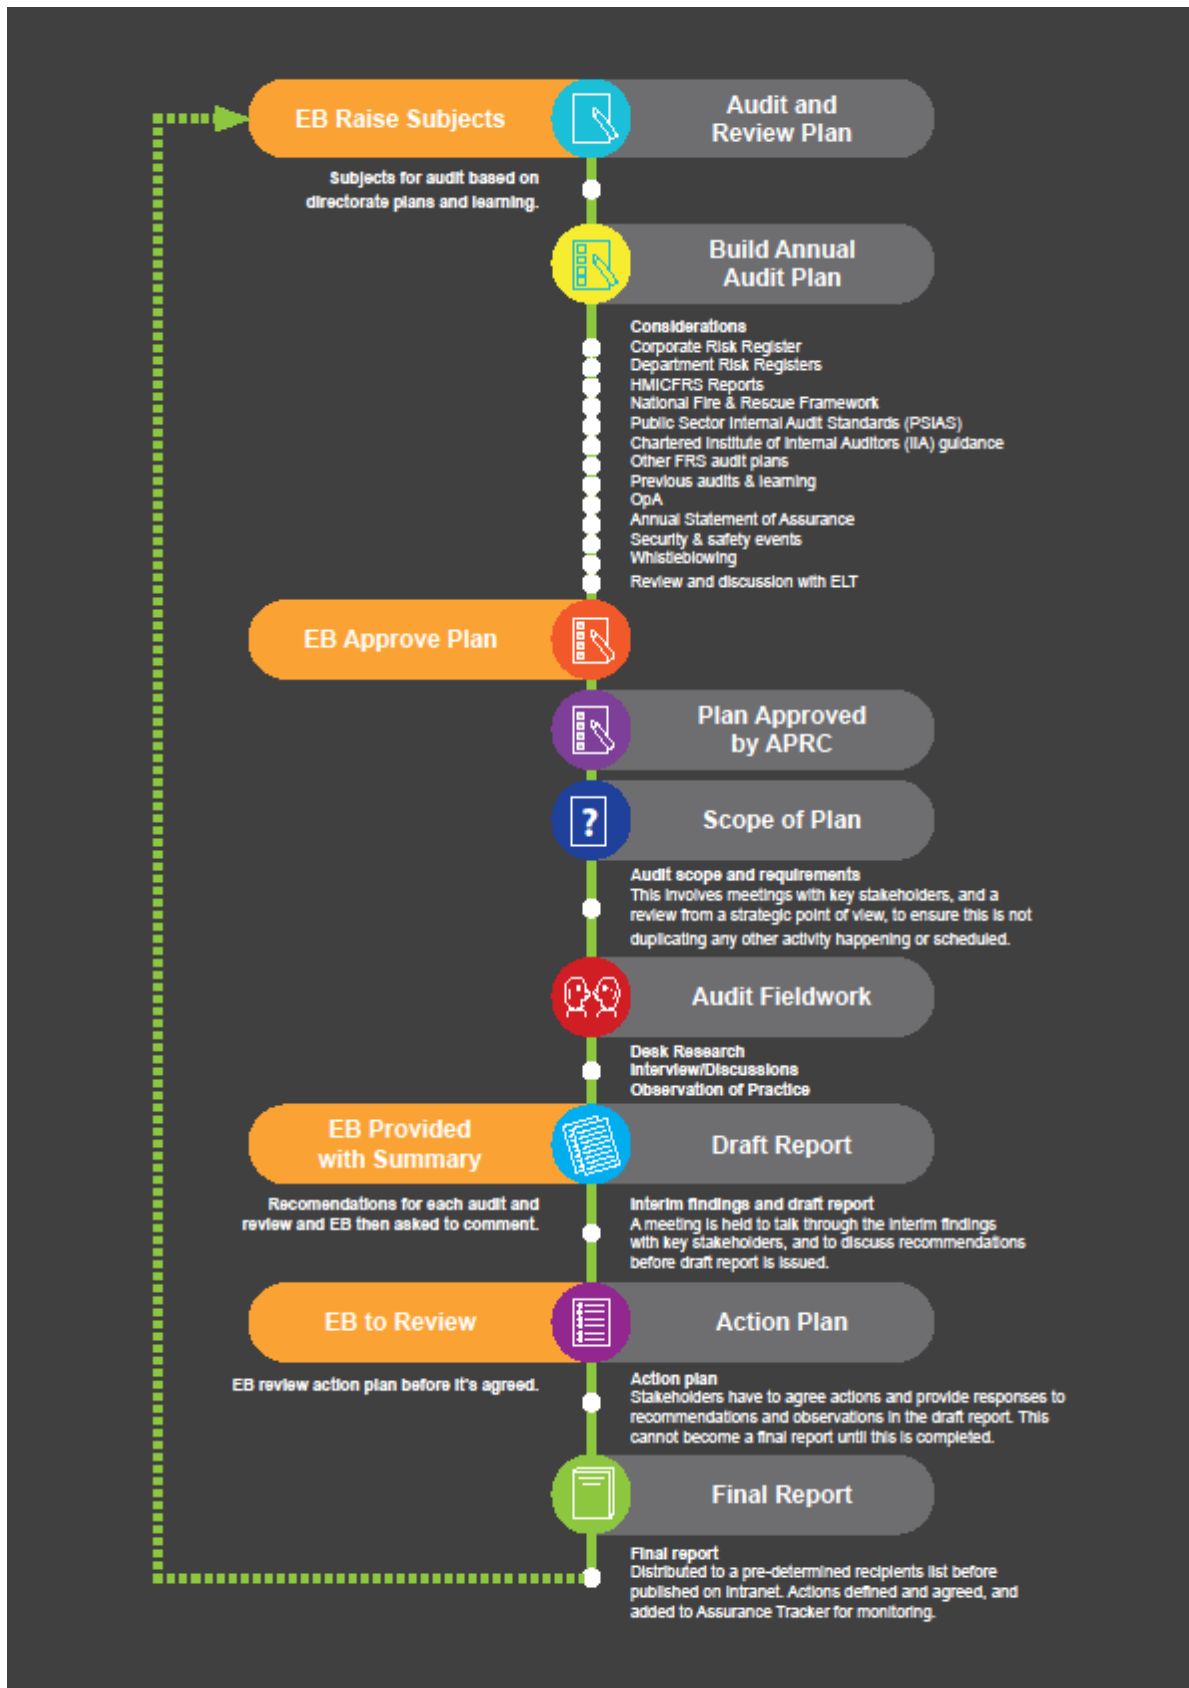 EB Raise Subjects
Audit and
Review Plan
Subjects for audit based on
directorate plans and learning.
Build Annual
Audit Plan
Considerations
Corporate Risk Register
Department Risk Registers
HMICFRS Reports
National Fire & Rescue Framework
Public Sector Internal Audit Standards (PSIAS)
Chartered Institute of Internal Auditors (IIA) guidance
Other FRS audit plans
Previous audits & learning
OpA
Annual Statement of Assurance
Security & safety events
Whistleblowing
Review and discussion with ELT
EB Approve Plan
Plan Approved
by APRC
?
Scope of Plan
Audit scope and requirements
This involves meetings with key stakeholders, and a
review from a strategic point of view, to ensure this is not
duplicating any other activity happening or scheduled.
Audit Fieldwork
Desk Research
Interview/Discussions
Observation of Practice
EB Provided
with Summary
Draft Report
Recomendations for each audit and
review and EB then asked to comment.
Interim findings and draft report
A meeting is held to talk through the interim findings
with key stakeholders, and to discuss recommendations
before draft report is issued.
EB to Review
Action Plan
EB review action plan before it's agreed.
Action plan
Stakeholders have to agree actions and provide responses to
recommendations and observations in the draft report. This
cannot become a final report until this is completed.
Final Report
Final report
Distributed to a pre-determined recipients list before
published on Intranet. Actions defined and agreed, and
added to Assurance Tracker for monitoring.